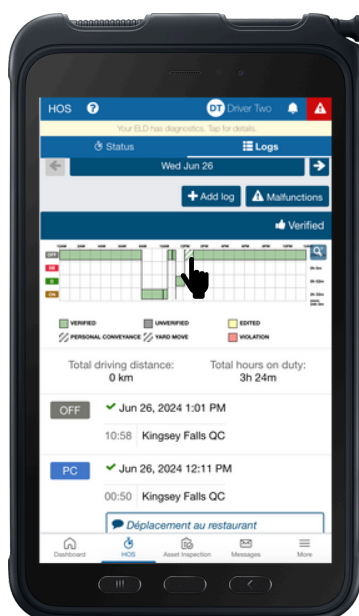 HOS ? DT Driver Two
Your ELD has diagnostics. Tap for details.
Status Logs
Wed Jun 26
+ Add log Malfunctions
Verified
OFF
SB
D
ON
VERIFIED UNVERIFIED EDITED
PERSONAL CONVEYANCE YARD MOVE VIOLATION
Total driving distance: Total hours on duty:
0 km 3h 24m
OFF Jun 26, 2024 1:01 PM
10:58 Kingsey Falls QC
PC Jun 26, 2024 12:11 PM
00:50 Kingsey Falls QC
Déplacement au restaurant
Dashboard HOS Asset Inspection Messages More